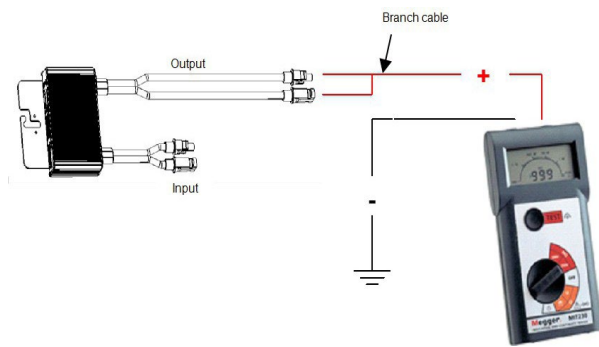 Branch cable
Output
+
Input
-
-999
TEST
Megger
MIT230